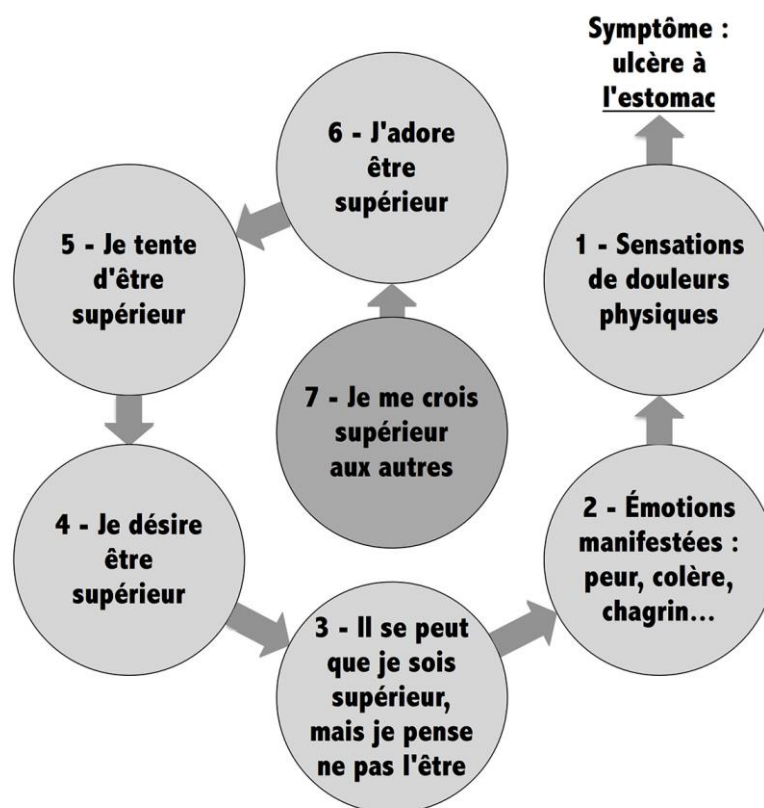 Symptôme :
ulcère à
l'estomac
6 - J'adore
être
supérieur
5 - Je tente
d'être
supérieur
1 - Sensations
de douleurs
physiques
7 - Je me crois
supérieur
aux autres
4 - Je désire
être
supérieur
2 - Émotions
manifestées :
peur, colère,
chagrin...
3 - Il se peut
que je sois
supérieur,
mais je pense
ne pas l'être